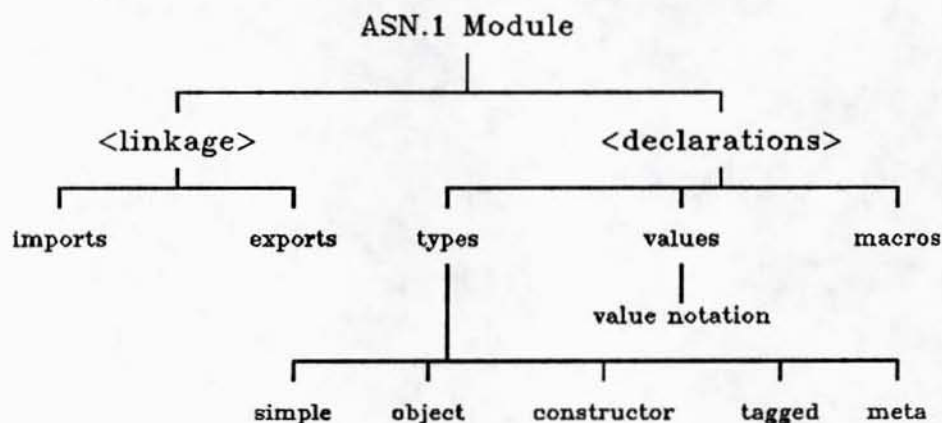 ASN.1 Module
<linkage> <declarations>
imports exports types values macros
value notation
simple object constructor tagged meta